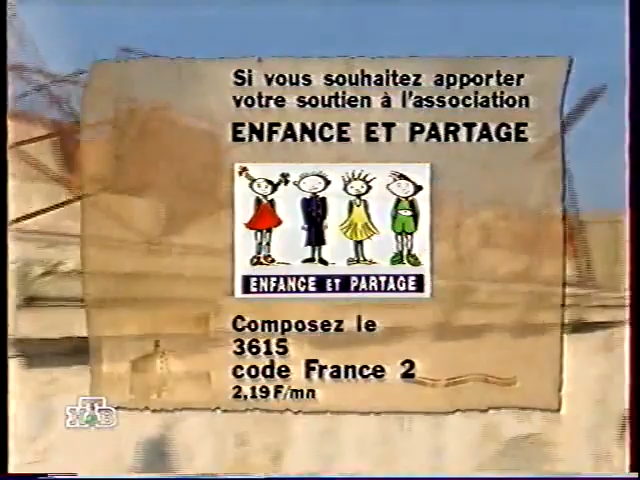 Si vous souhaitez apporter
votre soutien à l'association
ENFANCE ET PARTAGE
ENFANCE ET PARTAGE
Composez le
3615
code France 2
2,19 F/mn
НТВ